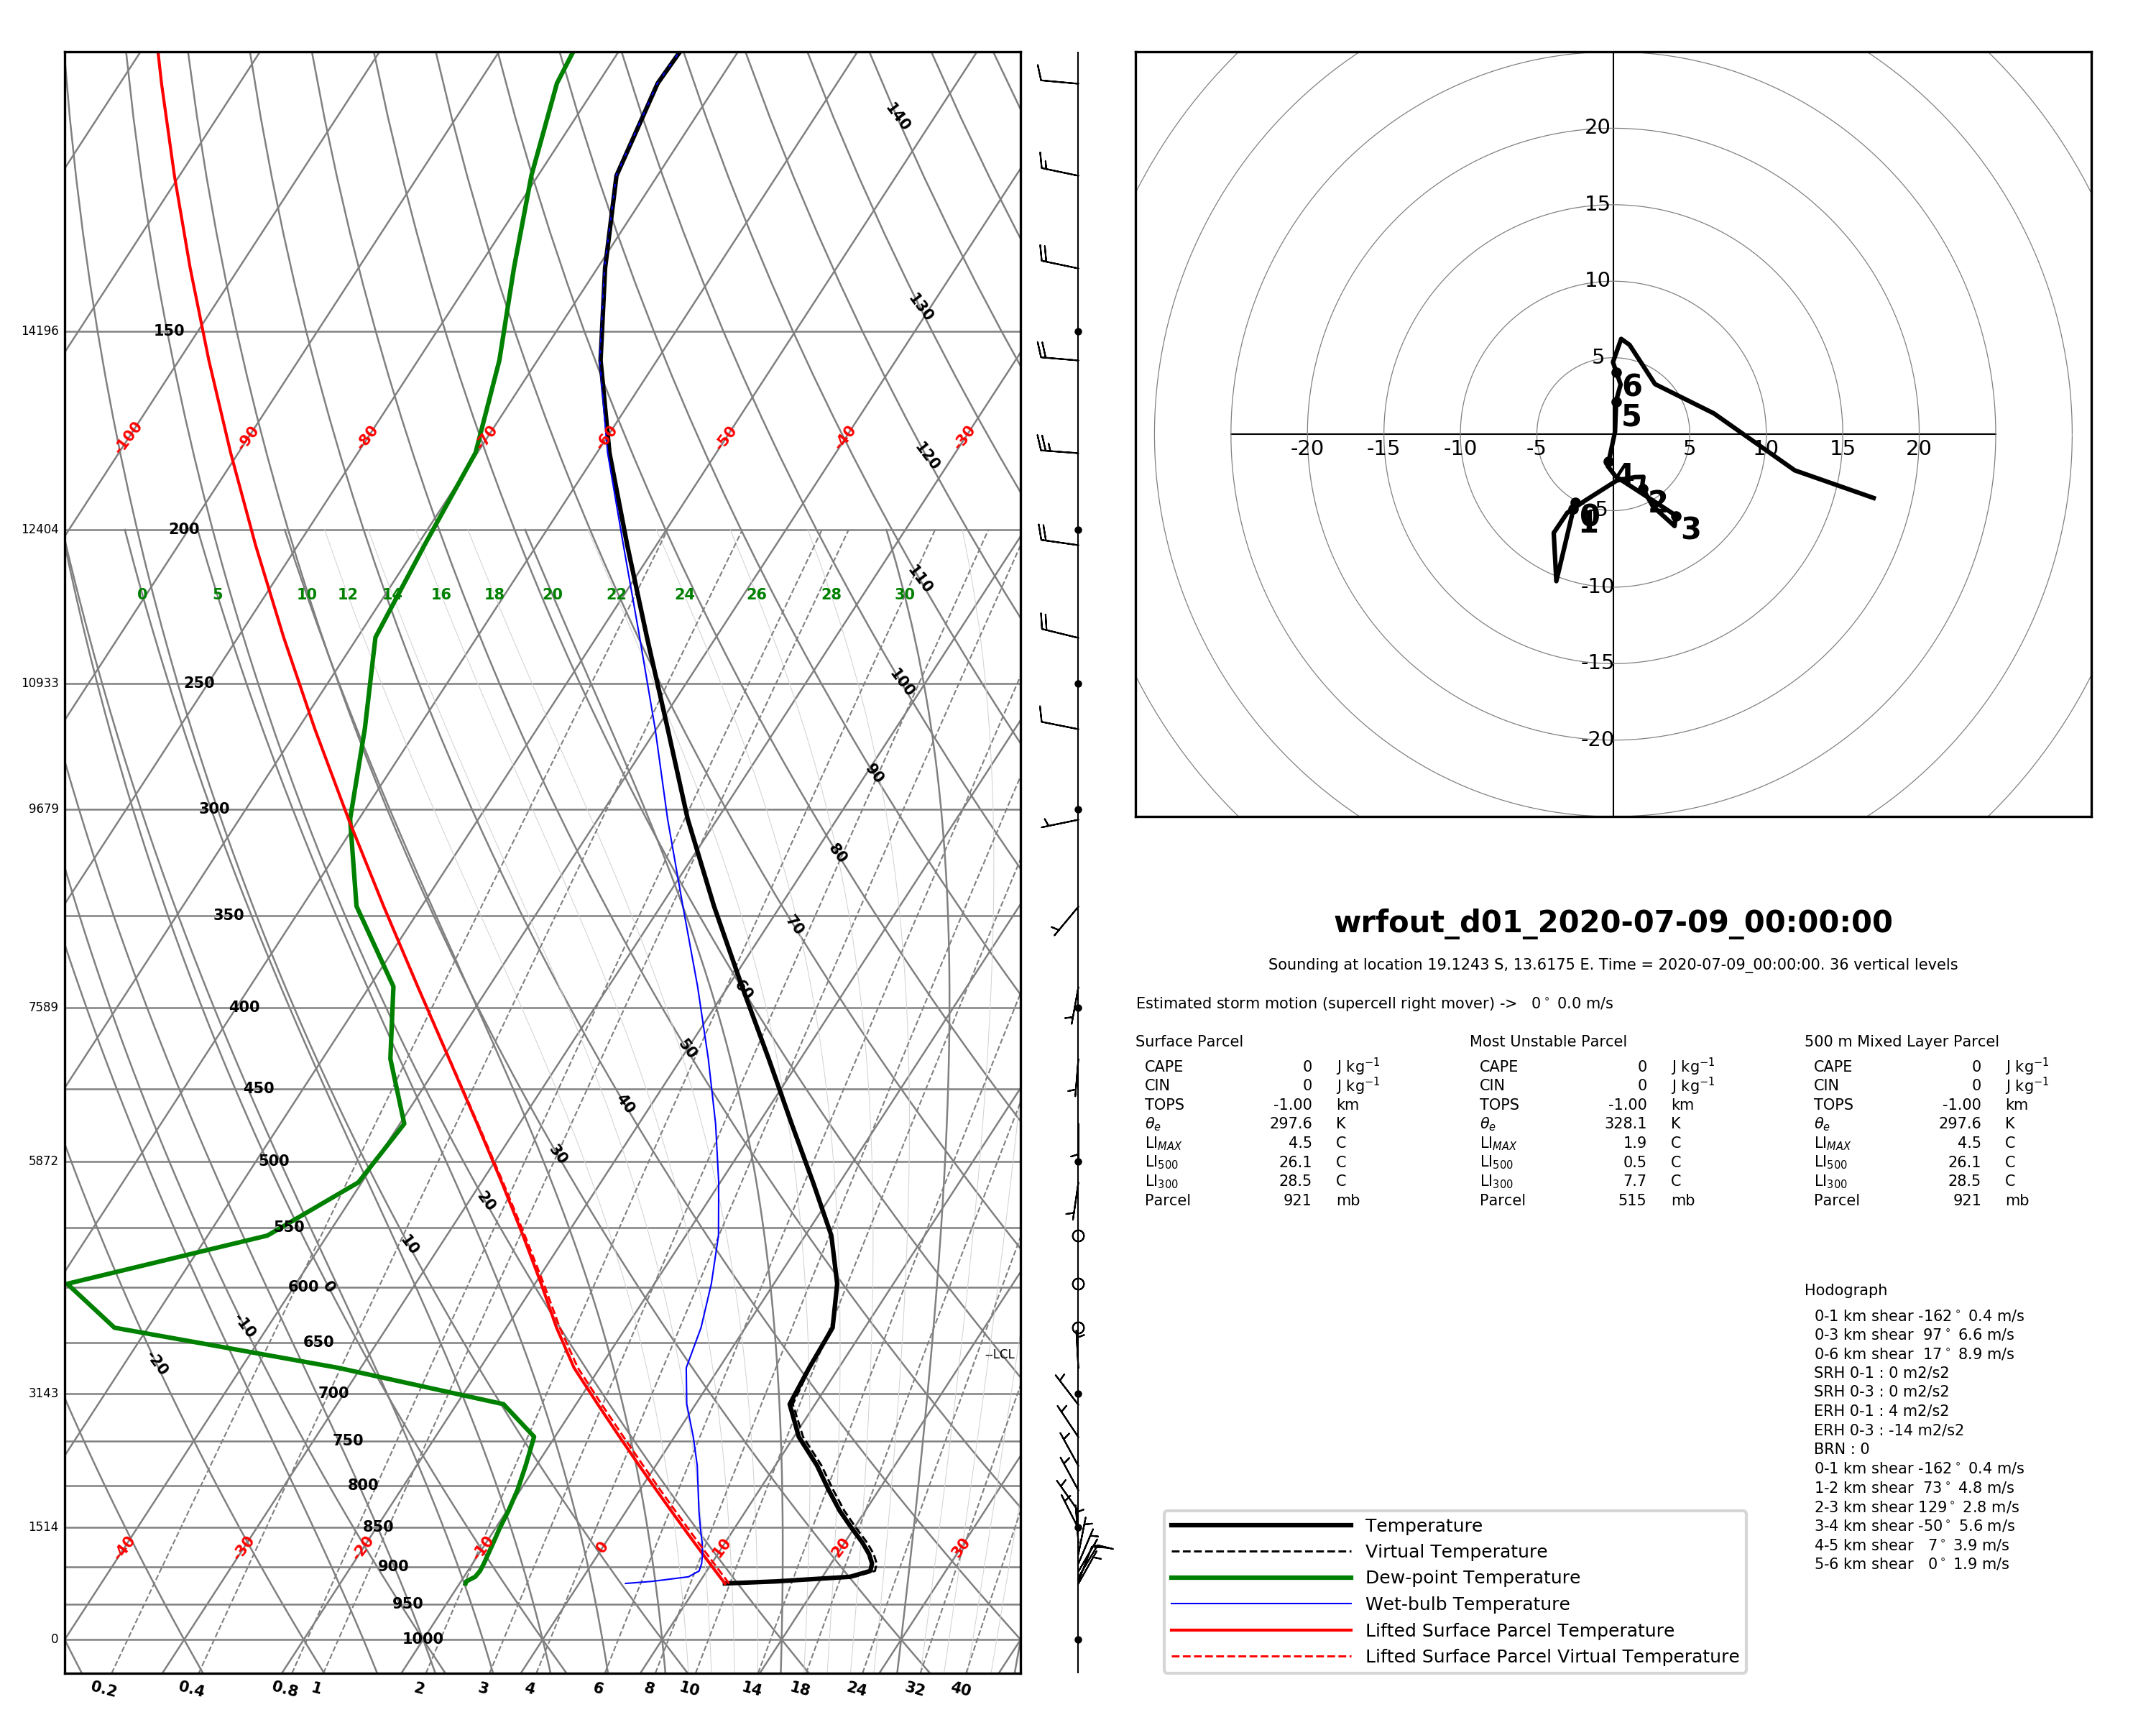 140
130
14196 150
-100 -90 -80 -70 -60 -50 -40 -30
120
12404 200
110
0 5 10 12 14 16 18 20 22 24 26 28 30
100
10933 250
90
9679 300
80
350
70
60
7589 400
50
450
40
30
5872 500
20
550
10
600 0
-10
650
-20
--LCL
3143 700
750
800
1514 850
-40 -30 -20 -10 0 10 20 30
900
950
0 1000
0.2 0.4 0.8 1 2 3 4 6 8 10 14 18 24 32 40
20
15
10
5
6
5
-20 -15 -10 -5 5 10 15 20
4
1
2
0
1
3
-5
-10
-15
-20
wrfout_d01_2020-07-09_00:00:00
Sounding at location 19.1243 S, 13.6175 E. Time = 2020-07-09_00:00:00. 36 vertical levels
Estimated storm motion (supercell right mover) -> 0° 0.0 m/s
Surface Parcel Most Unstable Parcel 500 m Mixed Layer Parcel
CAPE 0 J kg⁻¹ CAPE 0 J kg⁻¹ CAPE 0 J kg⁻¹
CIN 0 J kg⁻¹ CIN 0 J kg⁻¹ CIN 0 J kg⁻¹
TOPS -1.00 km TOPS -1.00 km TOPS -1.00 km
θe 297.6 K θe 328.1 K θe 297.6 K
LI MAX 4.5 C LI MAX 1.9 C LI MAX 4.5 C
LI500 26.1 C LI500 0.5 C LI500 26.1 C
LI300 28.5 C LI300 7.7 C LI300 28.5 C
Parcel 921 mb Parcel 515 mb Parcel 921 mb
Hodograph
0-1 km shear -162° 0.4 m/s
0-3 km shear 97° 6.6 m/s
0-6 km shear 17° 8.9 m/s
SRH 0-1 : 0 m2/s2
SRH 0-3 : 0 m2/s2
ERH 0-1 : 4 m2/s2
ERH 0-3 : -14 m2/s2
BRN : 0
0-1 km shear -162° 0.4 m/s
1-2 km shear 73° 4.8 m/s
2-3 km shear 129° 2.8 m/s
3-4 km shear -50° 5.6 m/s
4-5 km shear 7° 3.9 m/s
5-6 km shear 0° 1.9 m/s
Temperature
Virtual Temperature
Dew-point Temperature
Wet-bulb Temperature
Lifted Surface Parcel Temperature
Lifted Surface Parcel Virtual Temperature